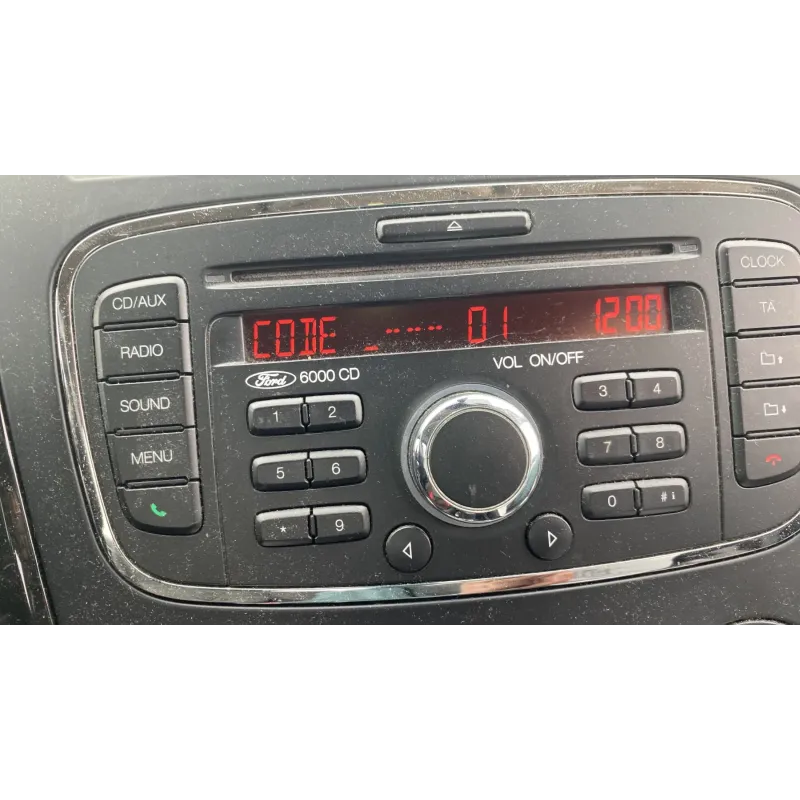 CLOCK
CD/AUX
TA
RADIO
CODE _--- 01 12:00
VOL ON/OFF
Ford 6000 CD
SOUND
1 2 3 4
MENU
5 6 7 8
* 9 0 # i